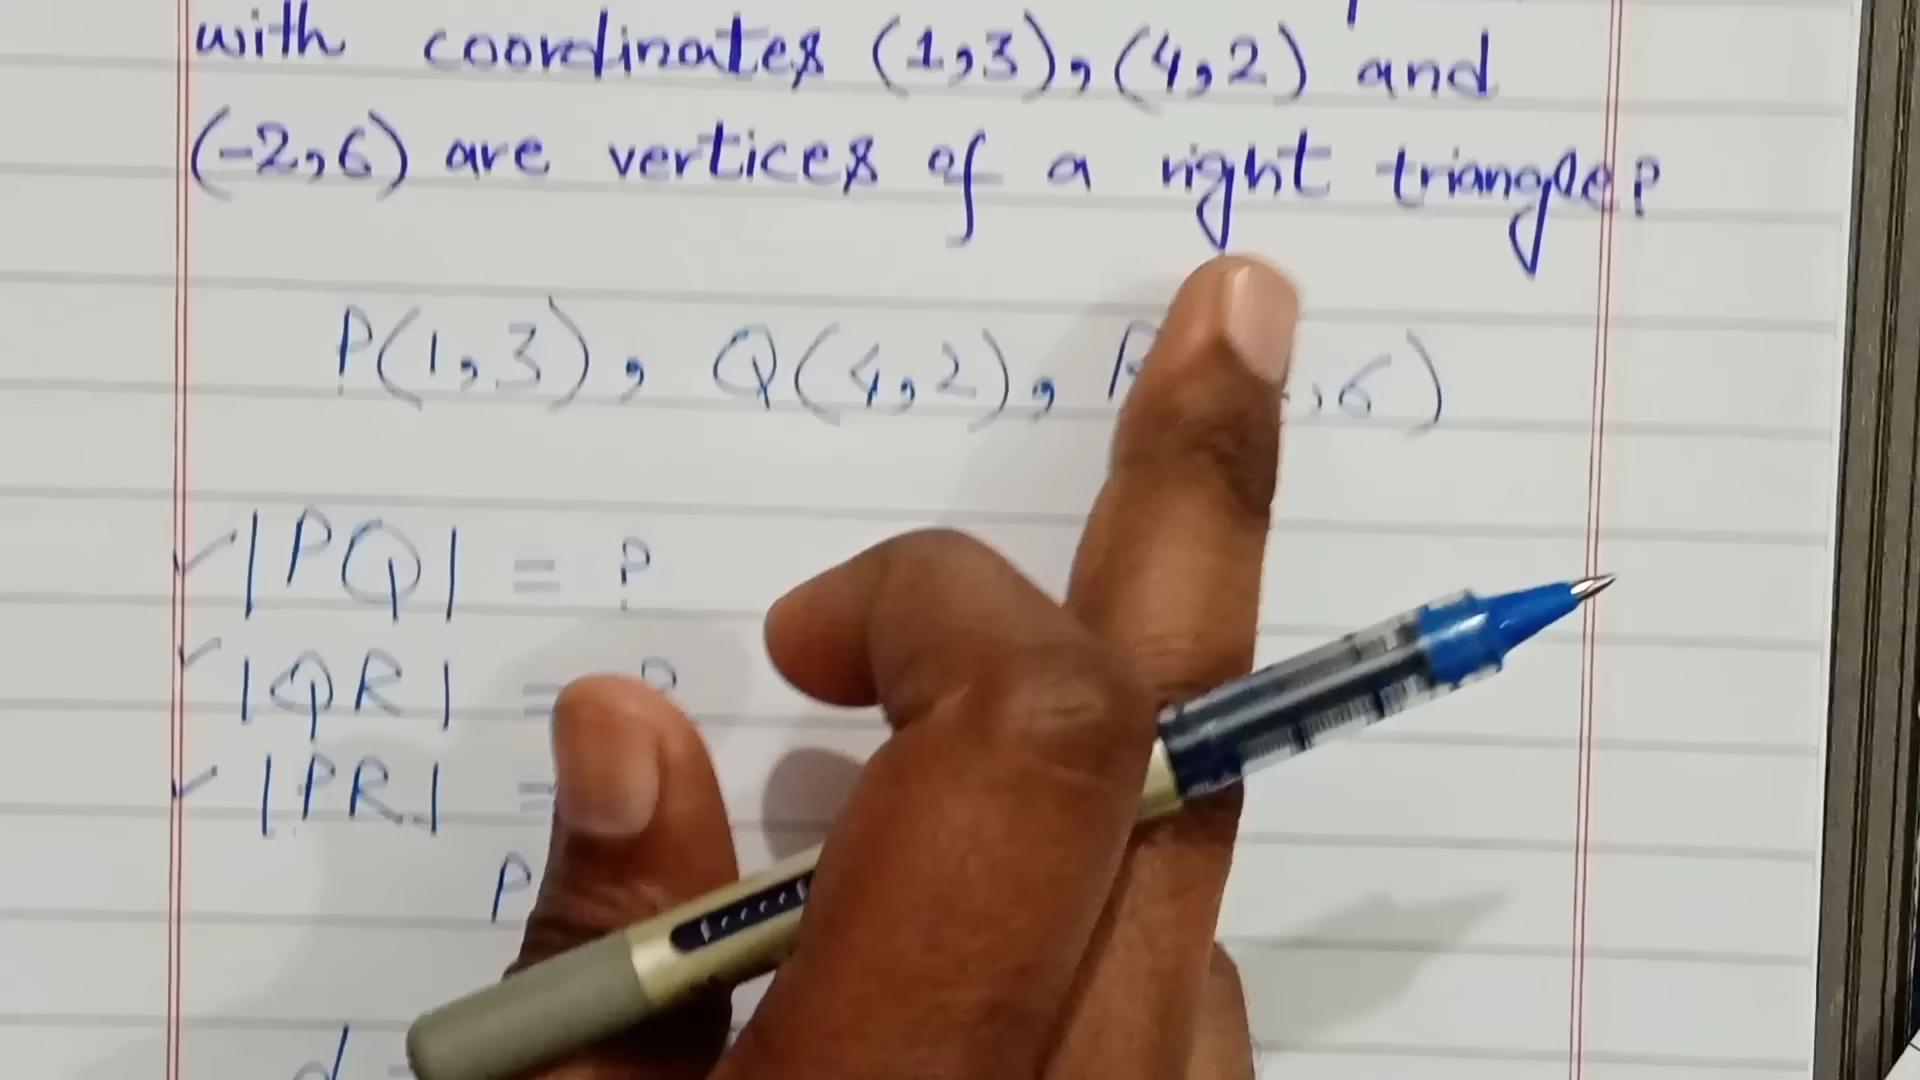 with coordinates (1,3), (4,2) and
(-2,6) are vertices of a right triangle?
P(1,3), Q(4,2), R ,6)
|PQ| = ?
|QR| = ?
|PR| =
P
d =